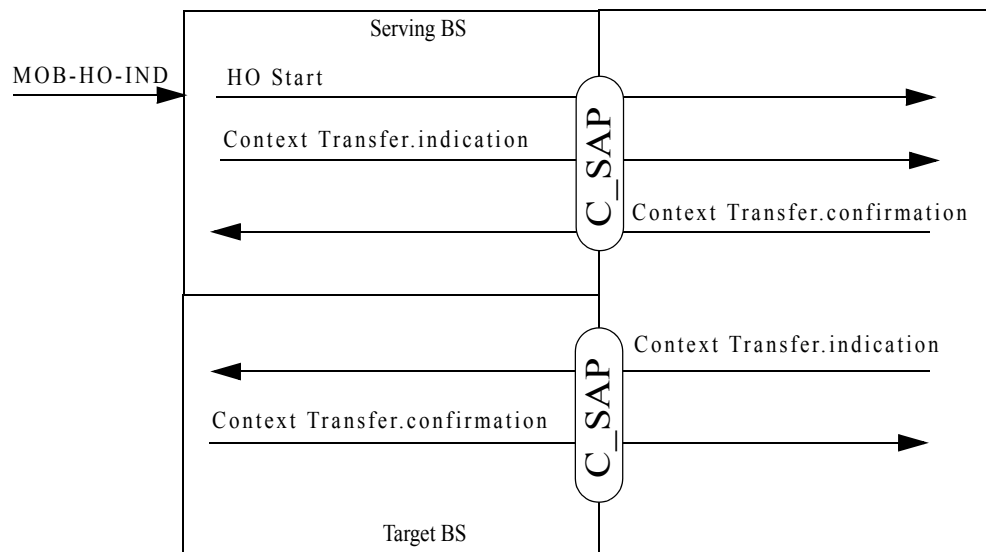 Serving BS
MOB-HO-IND
HO Start
Context Transfer.indication
C_SAP
Context Transfer.confirmation
Context Transfer.indication
C_SAP
Context Transfer.confirmation
Target BS